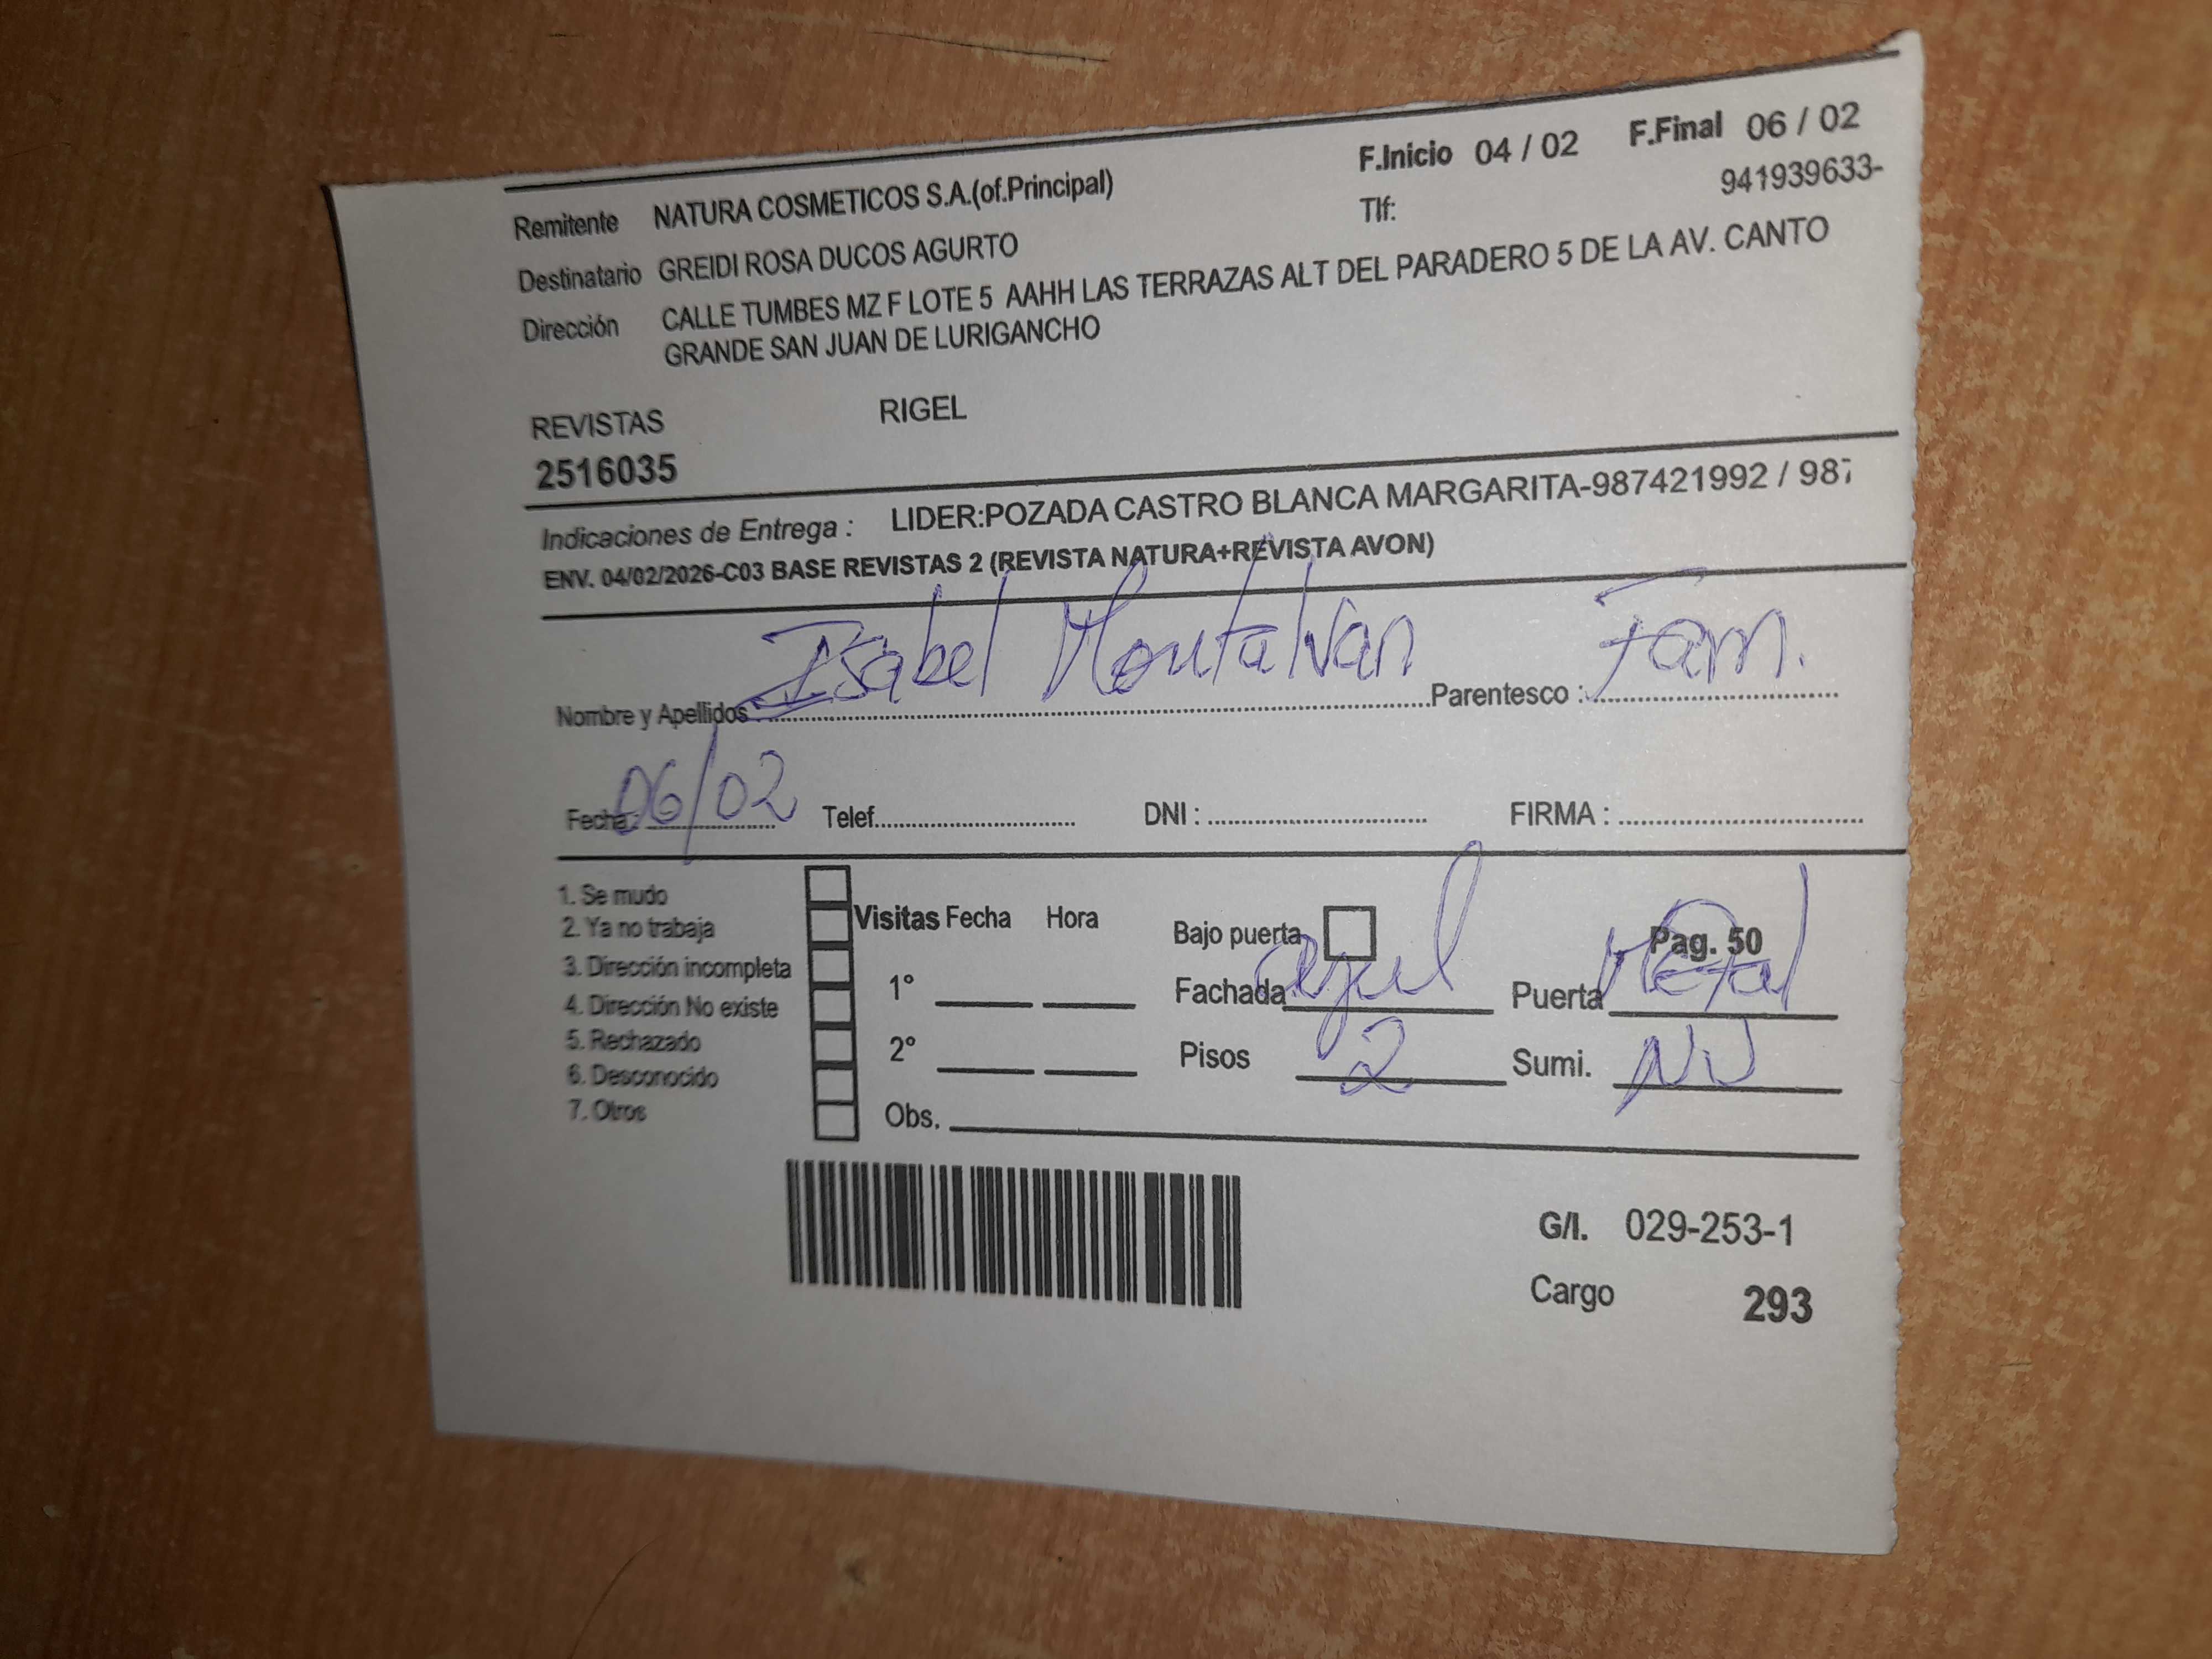 F.Inicio 04 / 02 F.Final 06 / 02
Remitente NATURA COSMETICOS S.A.(of.Principal) Tlf: 941939633-
Destinatario GREIDI ROSA DUCOS AGURTO
Dirección CALLE TUMBES MZ F LOTE 5 AAHH LAS TERRAZAS ALT DEL PARADERO 5 DE LA AV. CANTO
GRANDE SAN JUAN DE LURIGANCHO
REVISTAS RIGEL
2516035
Indicaciones de Entrega : LIDER:POZADA CASTRO BLANCA MARGARITA-987421992 / 987
ENV. 04/02/2026-C03 BASE REVISTAS 2 (REVISTA NATURA+REVISTA AVON)
Nombre y Apellidos Isabel Montalvan Parentesco : Fam.
Fecha: 06/02 Telef. DNI : FIRMA :
1. Se mudo
2. Ya no trabaja
3. Dirección incompleta
4. Dirección No existe
5. Rechazado
6. Desconocido
7. Otros
Visitas Fecha Hora
1°
2°
Obs.
Bajo puerta Pag. 50
Fachada azul Puerta Metal
Pisos 2 Sumi.
G/I. 029-253-1
Cargo 293